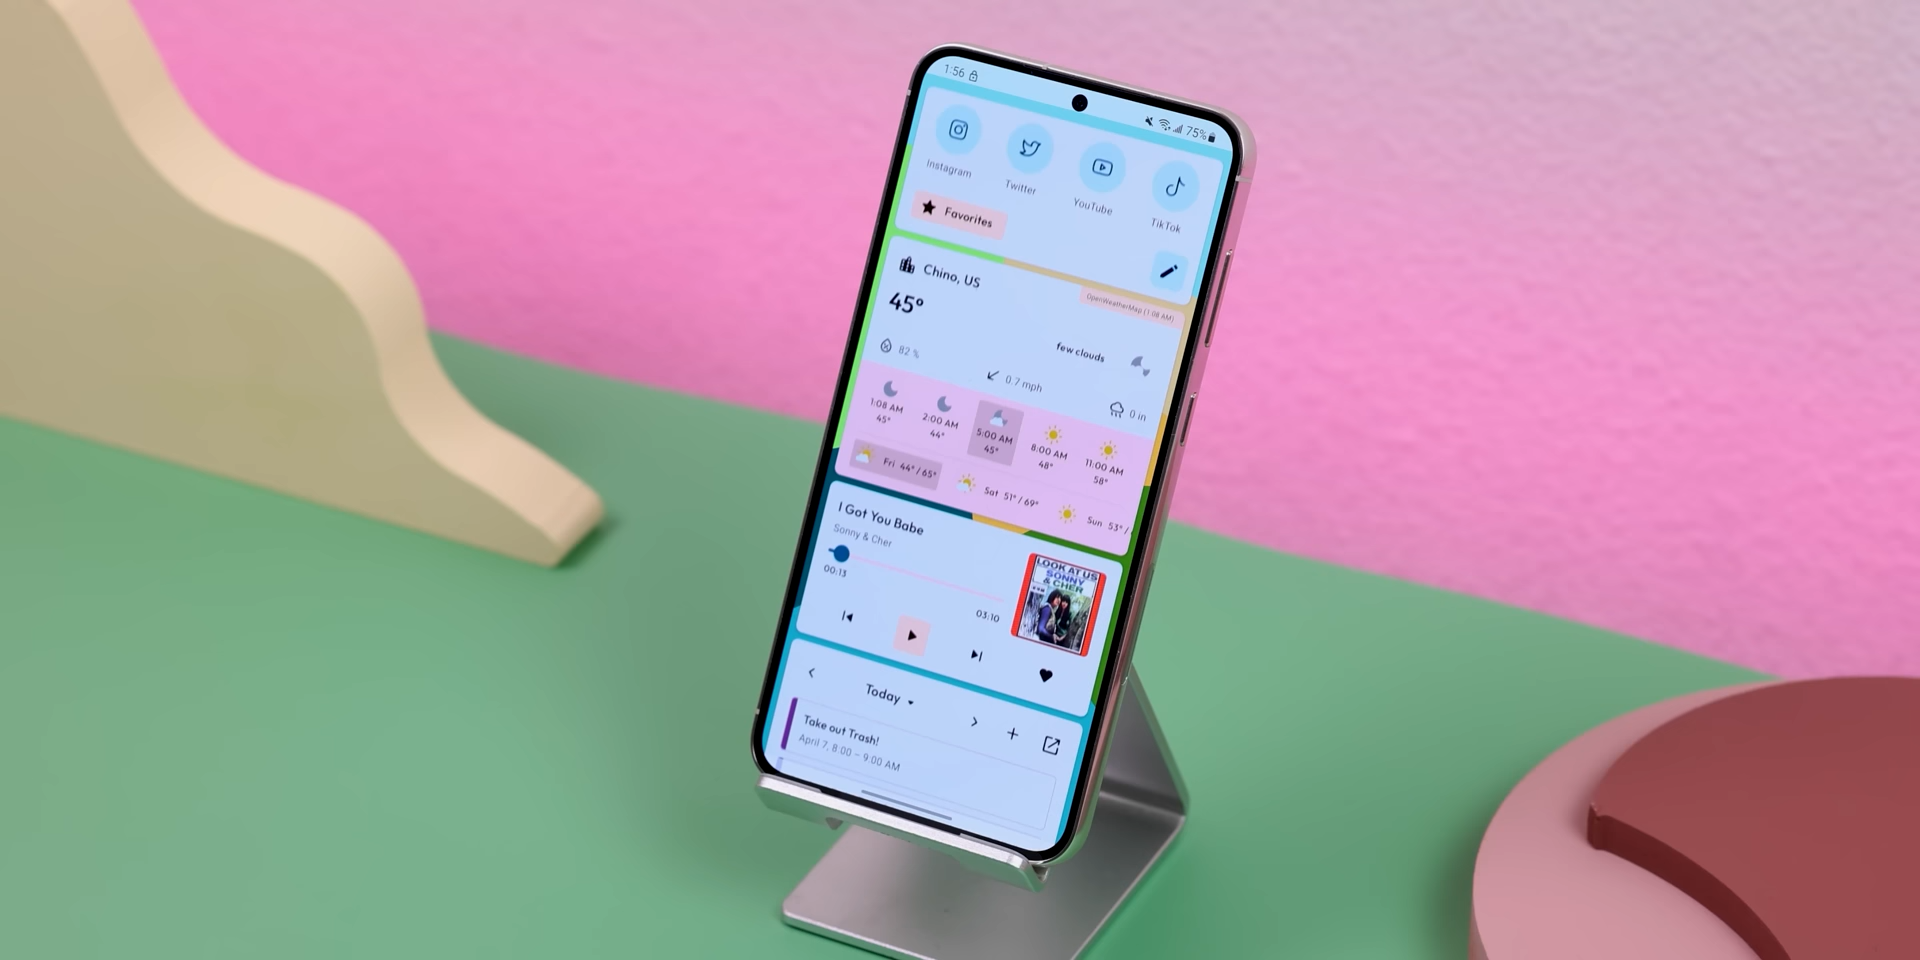 1:56
75%
Instagram
Twitter
YouTube
TikTok
Favorites
Chino, US
OpenWeatherMap (1:08 AM)
45°
few clouds
82 %
0.7 mph
0 in
1:08 AM
45°
2:00 AM
44°
5:00 AM
45°
8:00 AM
48°
11:00 AM
58°
Fri 44° / 65°
Sat 51° / 69°
Sun 53° /
I Got You Babe
Sonny & Cher
00:13
03:10
LOOK AT US
SONNY
& CHER
Today
Take out Trash!
April 7, 8:00 – 9:00 AM